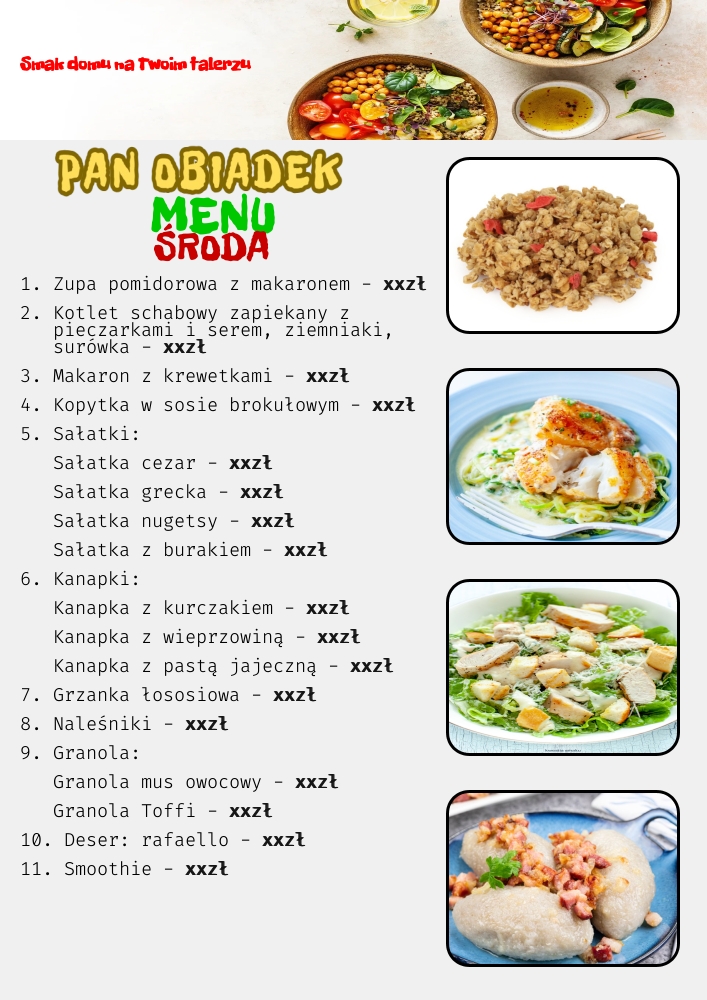 Smak domu na Twoim talerzu
PAN OBIADEK
MENU
ŚRODA
1. Zupa pomidorowa z makaronem - xxzł
2. Kotlet schabowy zapiekany z
pieczarkami i serem, ziemniaki,
surówka - xxzł
3. Makaron z krewetkami - xxzł
4. Kopytka w sosie brokułowym - xxzł
5. Sałatki:
Sałatka cezar - xxzł
Sałatka grecka - xxzł
Sałatka nugetsy - xxzł
Sałatka z burakiem - xxzł
6. Kanapki:
Kanapka z kurczakiem - xxzł
Kanapka z wieprzowiną - xxzł
Kanapka z pastą jajeczną - xxzł
7. Grzanka łososiowa - xxzł
8. Naleśniki - xxzł
9. Granola:
Granola mus owocowy - xxzł
Granola Toffi - xxzł
10. Deser: rafaello - xxzł
11. Smoothie - xxzł